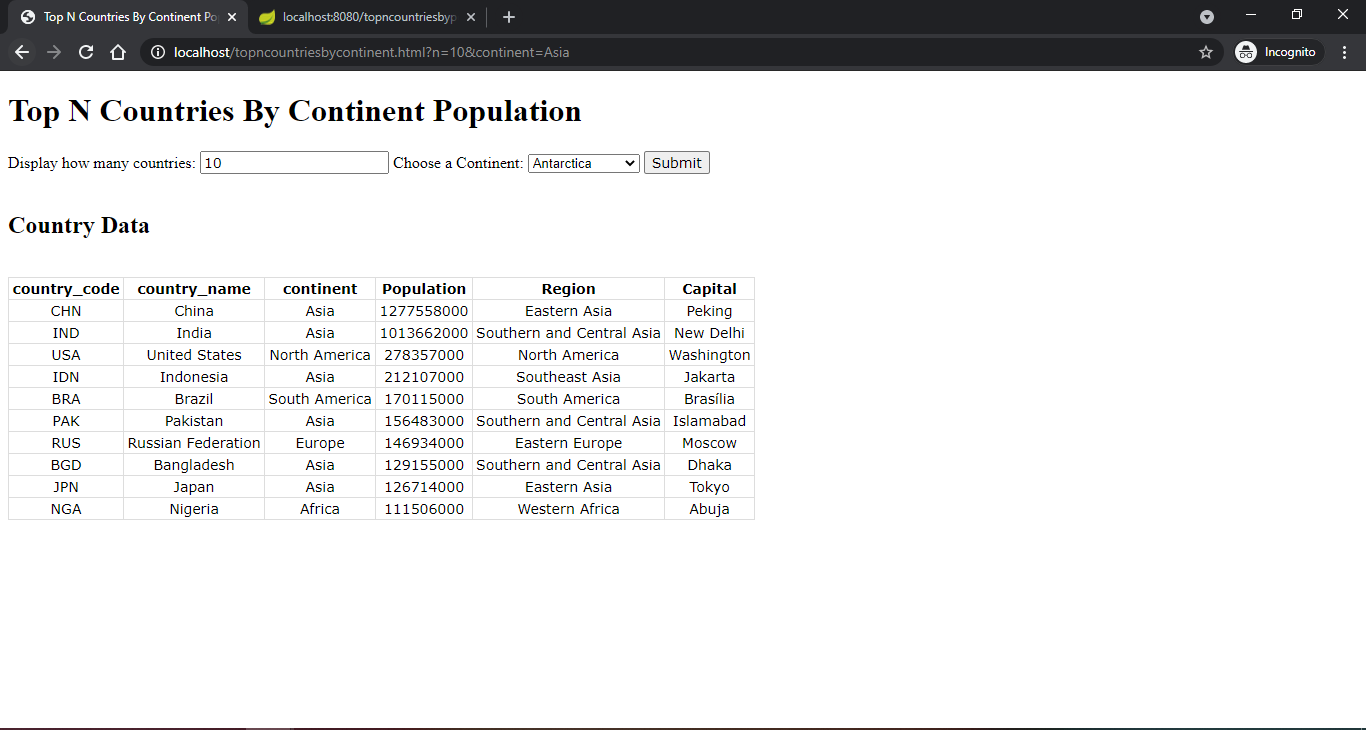 Top N Countries By Continent Po
localhost:8080/topncountriesbyp
localhost/topncountriesbycontinent.html?n=10&continent=Asia
Incognito
Top N Countries By Continent Population
Display how many countries: 10 Choose a Continent: Antarctica Submit
Country Data
country_code country_name continent Population Region Capital
CHN China Asia 1277558000 Eastern Asia Peking
IND India Asia 1013662000 Southern and Central Asia New Delhi
USA United States North America 278357000 North America Washington
IDN Indonesia Asia 212107000 Southeast Asia Jakarta
BRA Brazil South America 170115000 South America Brasília
PAK Pakistan Asia 156483000 Southern and Central Asia Islamabad
RUS Russian Federation Europe 146934000 Eastern Europe Moscow
BGD Bangladesh Asia 129155000 Southern and Central Asia Dhaka
JPN Japan Asia 126714000 Eastern Asia Tokyo
NGA Nigeria Africa 111506000 Western Africa Abuja